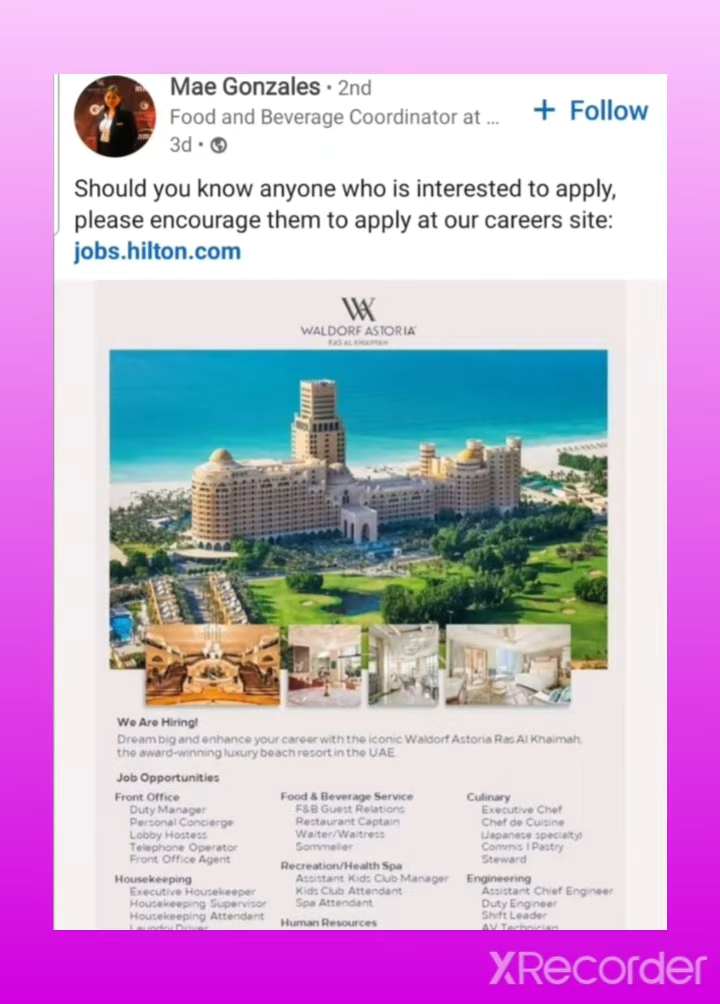 Mae Gonzales • 2nd
+ Follow
Food and Beverage Coordinator at ...
3d •
Should you know anyone who is interested to apply,
please encourage them to apply at our careers site:
jobs.hilton.com
WALDORF ASTORIA
RAS AL KHAIMAH
We Are Hiring!
Dream big and enhance your career with the iconic Waldorf Astoria Ras Al Khaimah,
the award-winning luxury beach resort in the UAE
Job Opportunities
Front Office
Duty Manager
Personal Concierge
Lobby Hostess
Telephone Operator
Front Office Agent
Housekeeping
Executive Housekeeper
Housekeeping Supervisor
Housekeeping Attendant
Laundry Driver
Food & Beverage Service
F&B Guest Relations
Restaurant Captain
Waiter/Waitress
Sommelier
Recreation/Health Spa
Assistant Kids Club Manager
Kids Club Attendant
Spa Attendant
Human Resources
Culinary
Executive Chef
Chef de Cuisine
(Japanese specialty)
Commis I Pastry
Steward
Engineering
Assistant Chief Engineer
Duty Engineer
Shift Leader
AV Technician
XRecorder